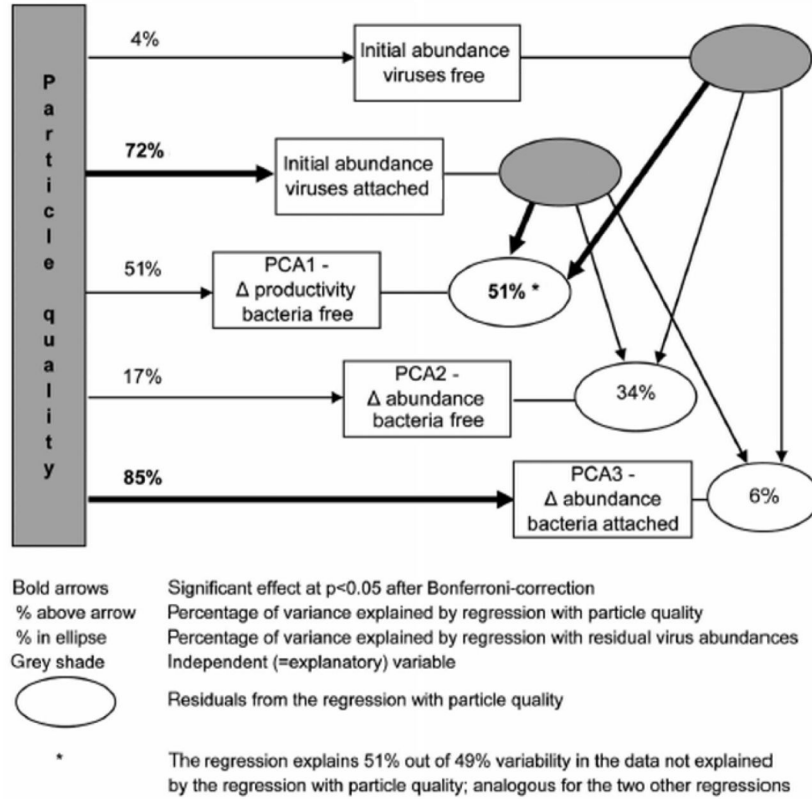 Particle quality
4%
Initial abundance
viruses free
72%
Initial abundance
viruses attached
51%
PCA1 -
Δ productivity
bacteria free
51% *
17%
PCA2 -
Δ abundance
bacteria free
34%
85%
PCA3 -
Δ abundance
bacteria attached
6%
Bold arrows Significant effect at p<0.05 after Bonferroni-correction
% above arrow Percentage of variance explained by regression with particle quality
% in ellipse Percentage of variance explained by regression with residual virus abundances
Grey shade Independent (=explanatory) variable
Residuals from the regression with particle quality
* The regression explains 51% out of 49% variability in the data not explained
by the regression with particle quality; analogous for the two other regressions